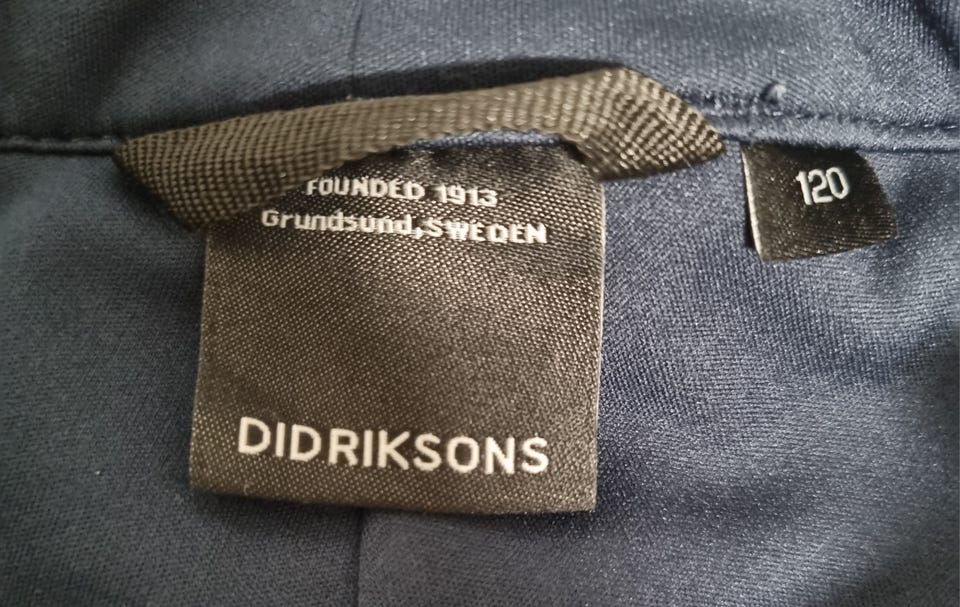 FOUNDED 1913
Grundsund, SWEDEN
DIDRIKSONS
120